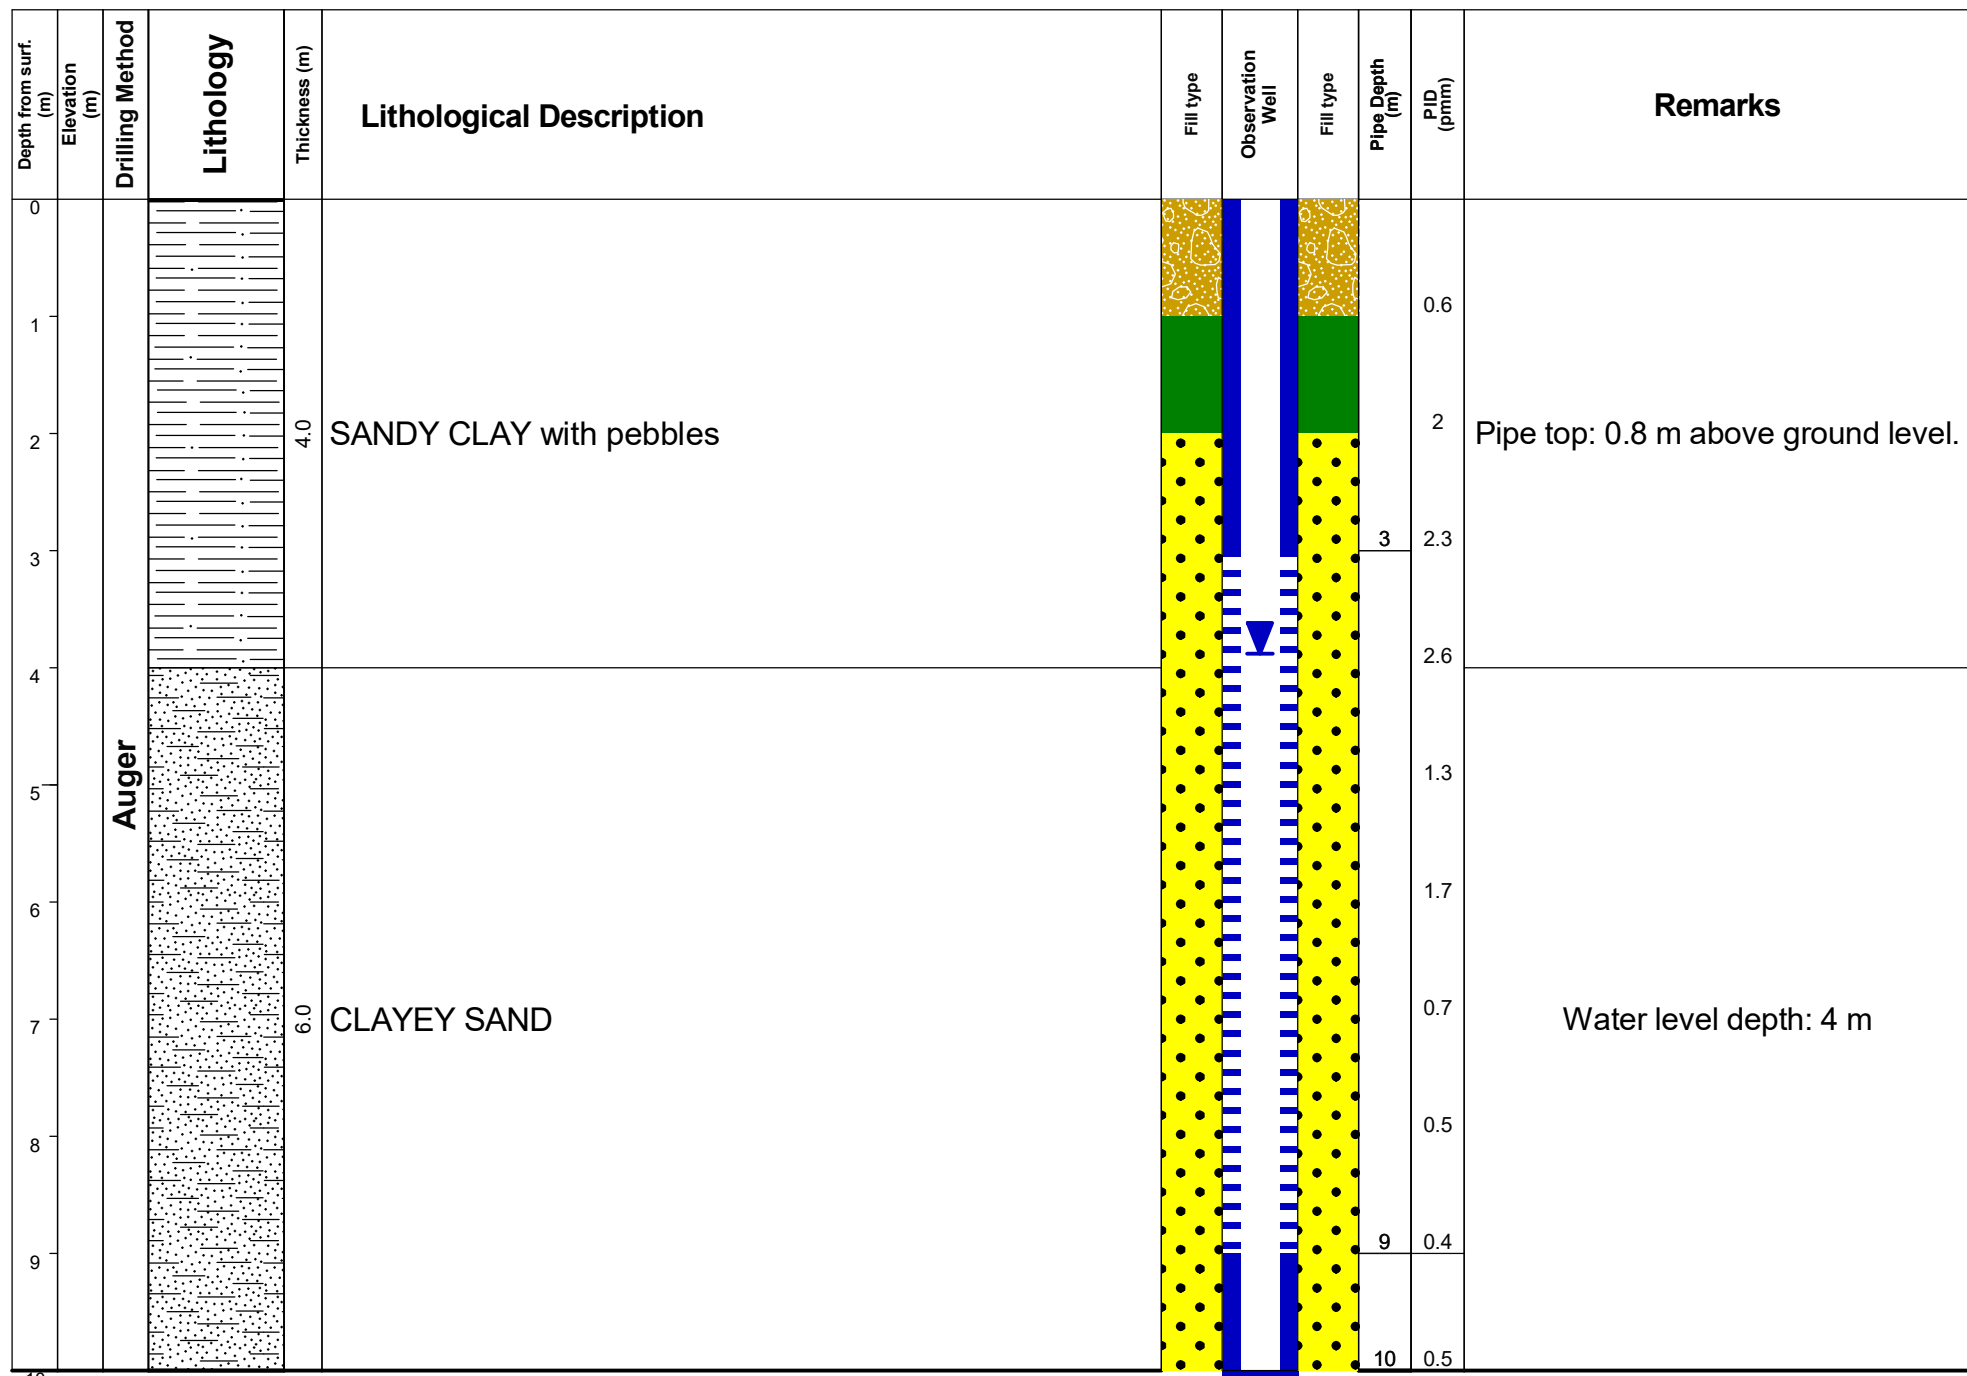 Depth from surf.
(m)
Elevation
(m)
Drilling Method
Lithology
Thickness (m)
Lithological Description
Fill type
Observation
Well
Fill type
Pipe Depth
(m)
PID
(pmm)
Remarks
0
0.6
1
2
2
4.0
SANDY CLAY with pebbles
Pipe top: 0.8 m above ground level.
3
2.3
3
2.6
4
Auger
1.3
5
1.7
6
0.7
7
6.0
CLAYEY SAND
Water level depth: 4 m
0.5
8
9
0.4
9
10
0.5